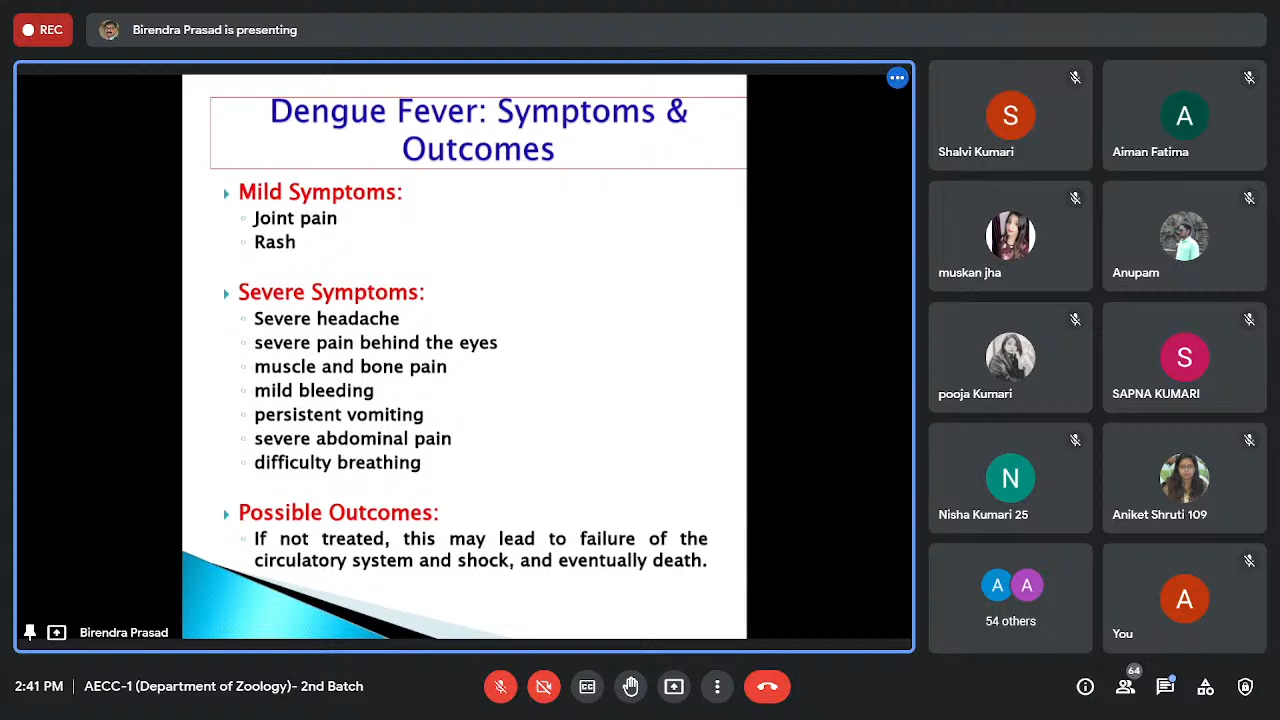 REC
Birendra Prasad is presenting
Dengue Fever: Symptoms &
Outcomes
Mild Symptoms:
Joint pain
Rash
Severe Symptoms:
Severe headache
severe pain behind the eyes
muscle and bone pain
mild bleeding
persistent vomiting
severe abdominal pain
difficulty breathing
Possible Outcomes:
If not treated, this may lead to failure of the
circulatory system and shock, and eventually death.
Birendra Prasad
S
Shalvi Kumari
A
Aiman Fatima
muskan jha
Anupam
pooja Kumari
S
SAPNA KUMARI
N
Nisha Kumari 25
Aniket Shruti 109
A A
54 others
A
You
2:41 PM | AECC-1 (Department of Zoology)- 2nd Batch
CC
64